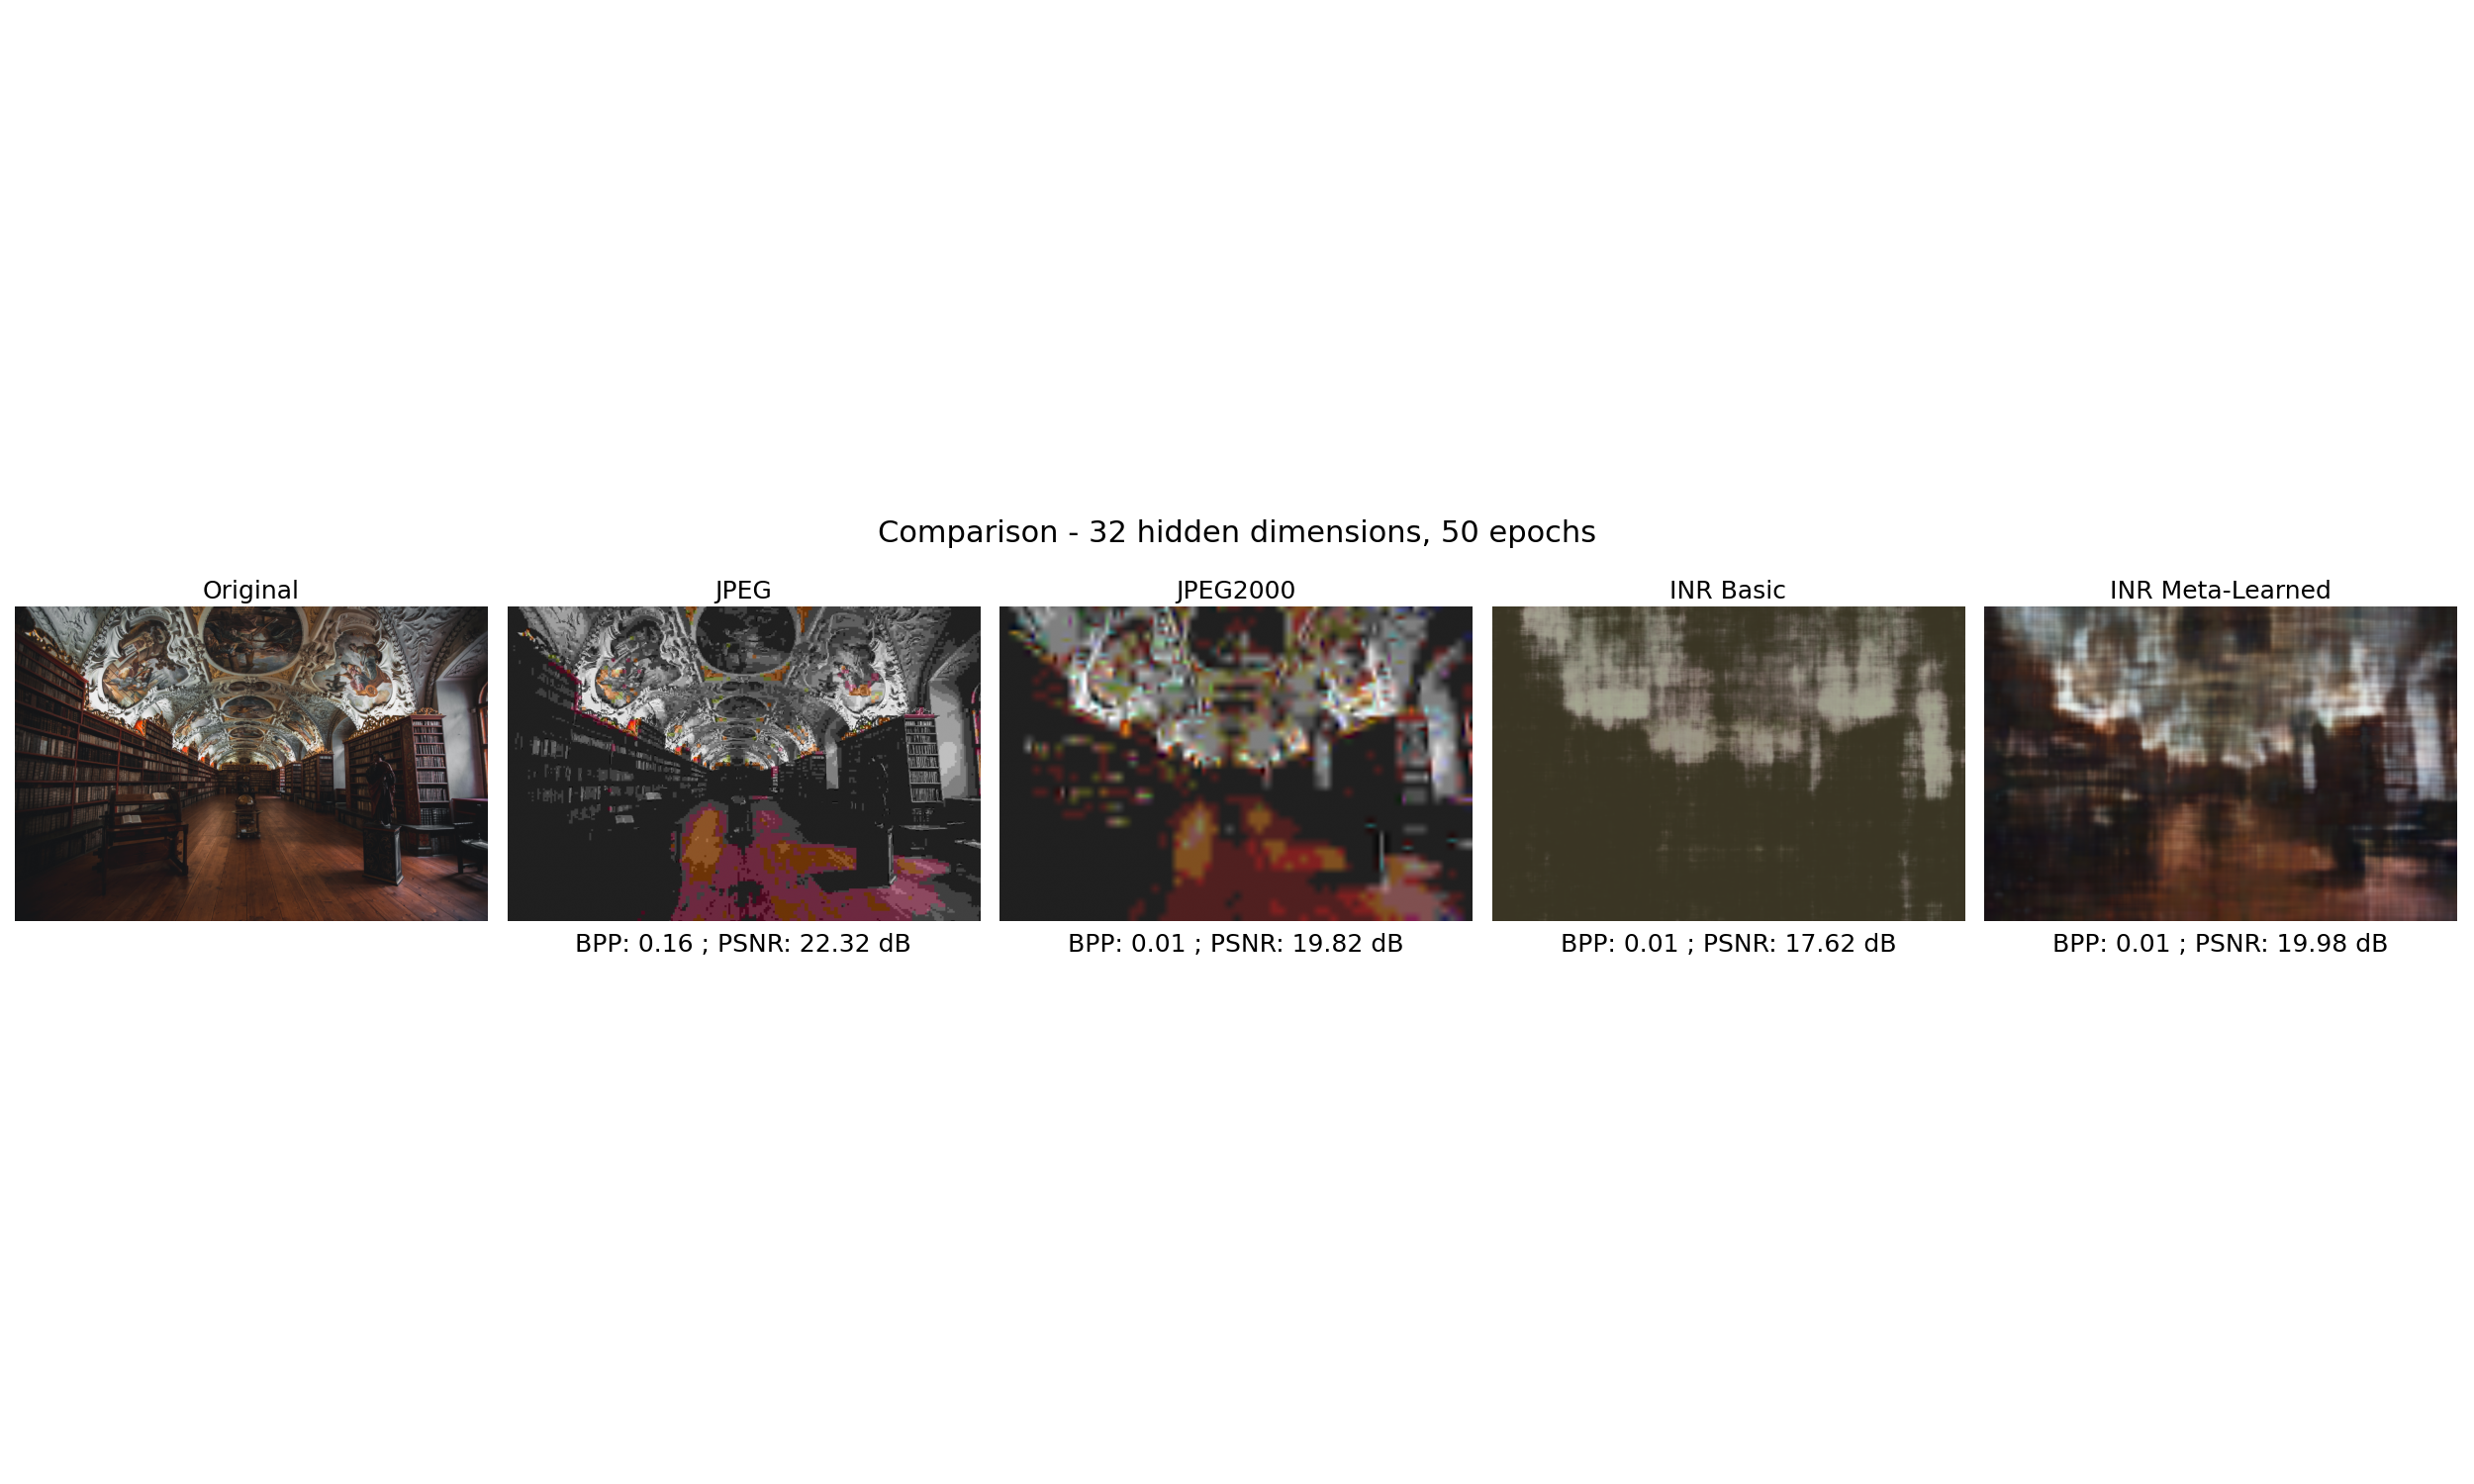 Comparison - 32 hidden dimensions, 50 epochs
Original
JPEG
JPEG2000
INR Basic
INR Meta-Learned
BPP: 0.16 ; PSNR: 22.32 dB
BPP: 0.01 ; PSNR: 19.82 dB
BPP: 0.01 ; PSNR: 17.62 dB
BPP: 0.01 ; PSNR: 19.98 dB